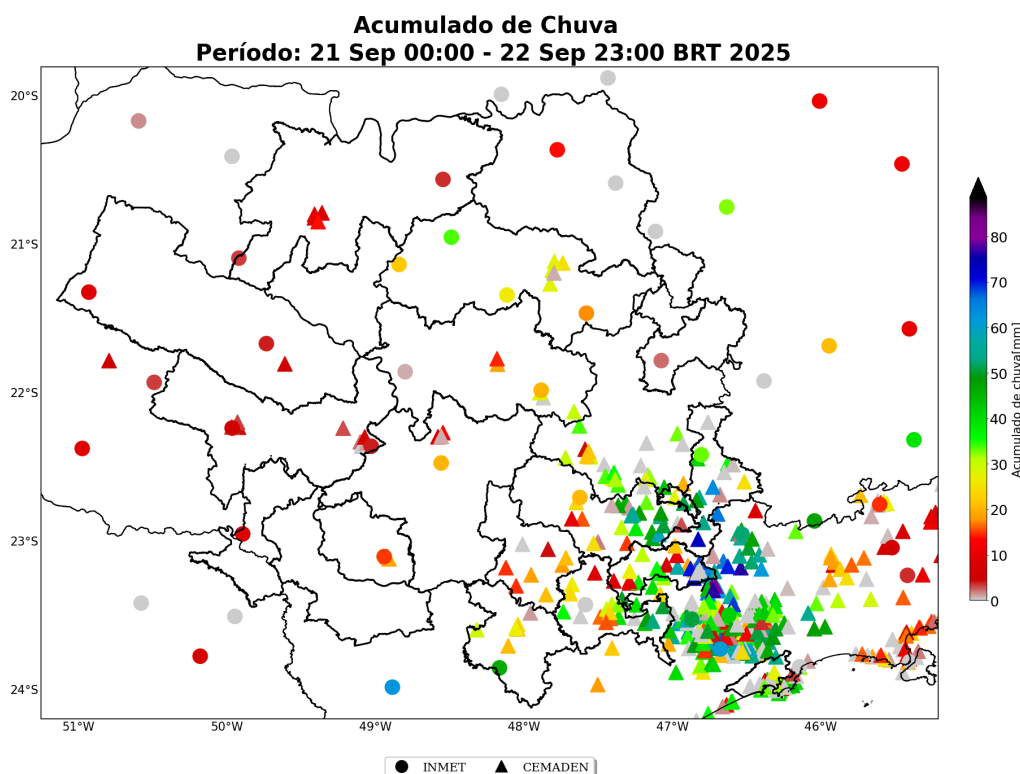 Acumulado de Chuva
Período: 21 Sep 00:00 - 22 Sep 23:00 BRT 2025
20°S
21°S
22°S
23°S
24°S
51°W 50°W 49°W 48°W 47°W 46°W
80
70
60
50
40
30
20
10
0
Acumulado de chuva[mm]
INMET CEMADEN